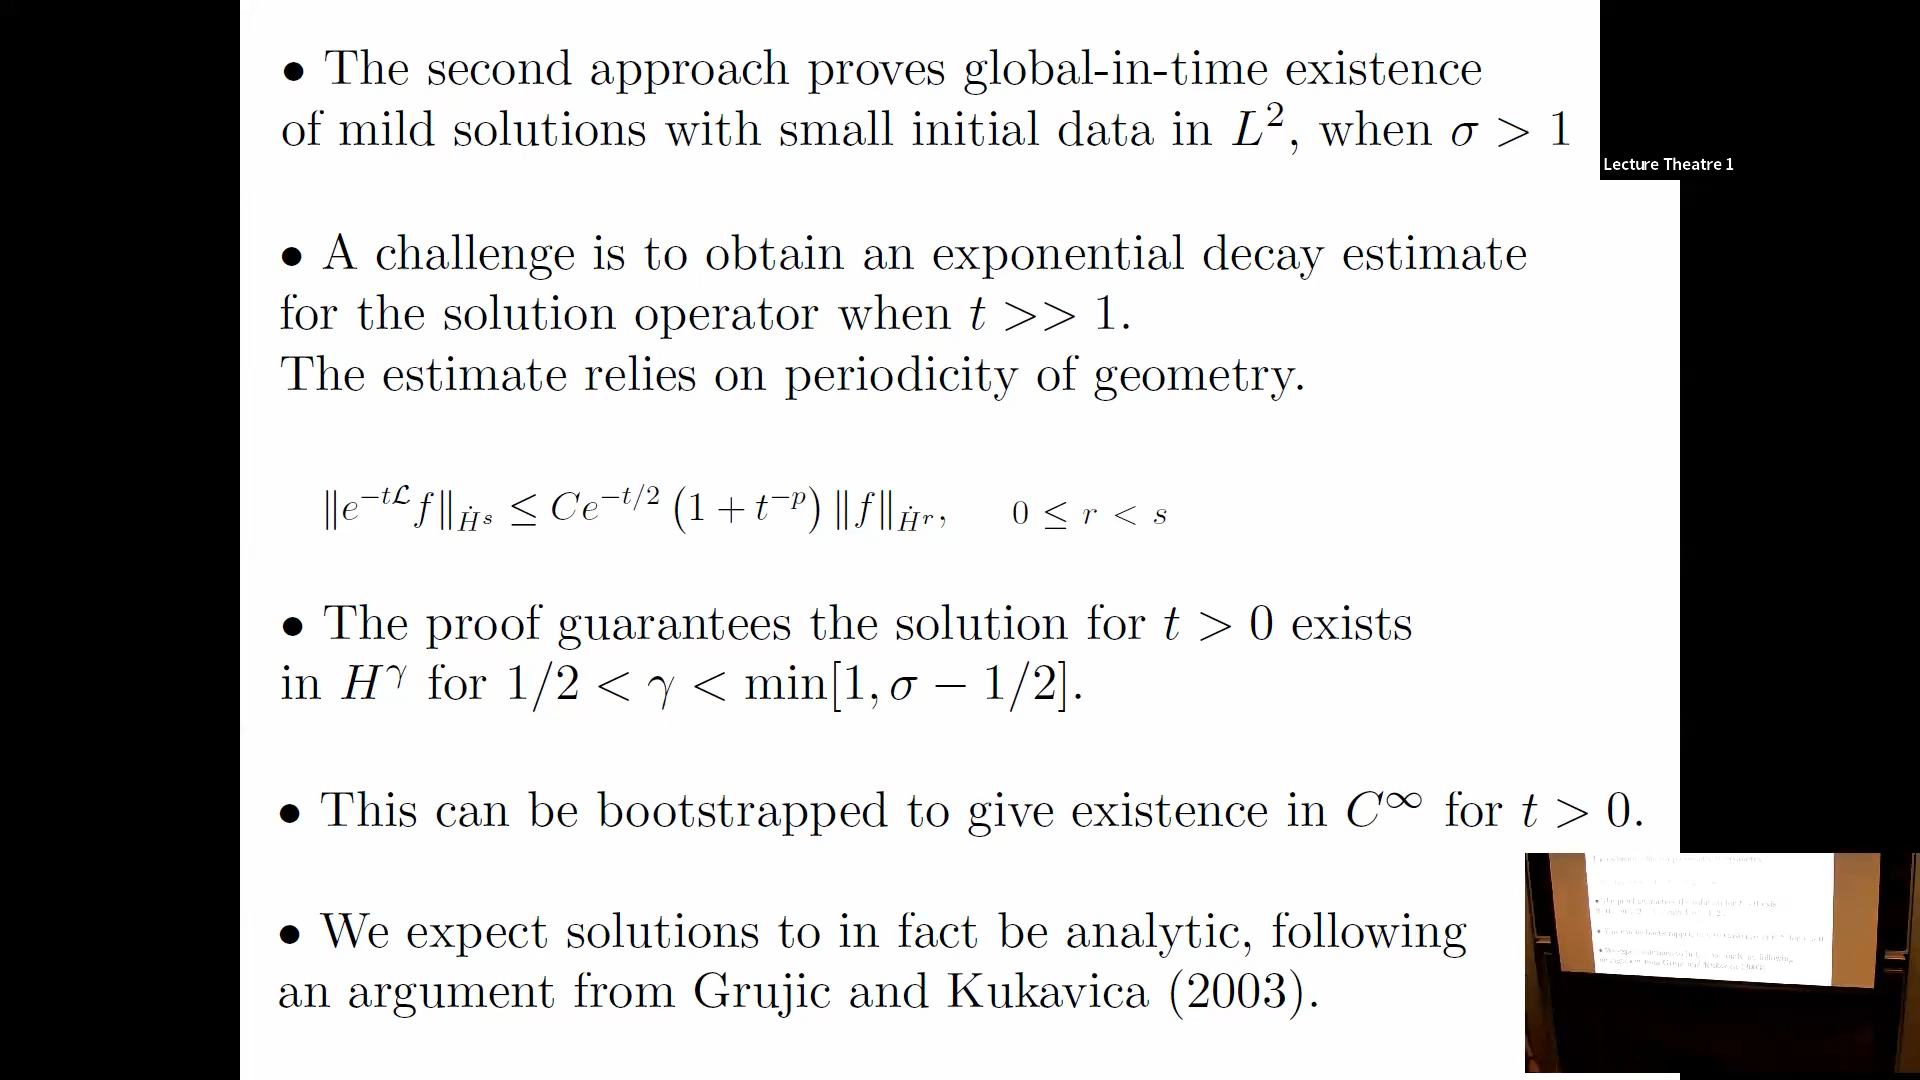 • The second approach proves global-in-time existence
of mild solutions with small initial data in L², when σ > 1
Lecture Theatre 1
• A challenge is to obtain an exponential decay estimate
for the solution operator when t >> 1.
The estimate relies on periodicity of geometry.
‖e^{-tℒ} f‖_{Ḣ^s} ≤ Ce^{-t/2} (1 + t^{-p}) ‖f‖_{Ḣ^r},    0 ≤ r < s
• The proof guarantees the solution for t > 0 exists
in H^γ for 1/2 < γ < min[1, σ − 1/2].
• This can be bootstrapped to give existence in C^∞ for t > 0.
• We expect solutions to in fact be analytic, following
an argument from Grujic and Kukavica (2003).